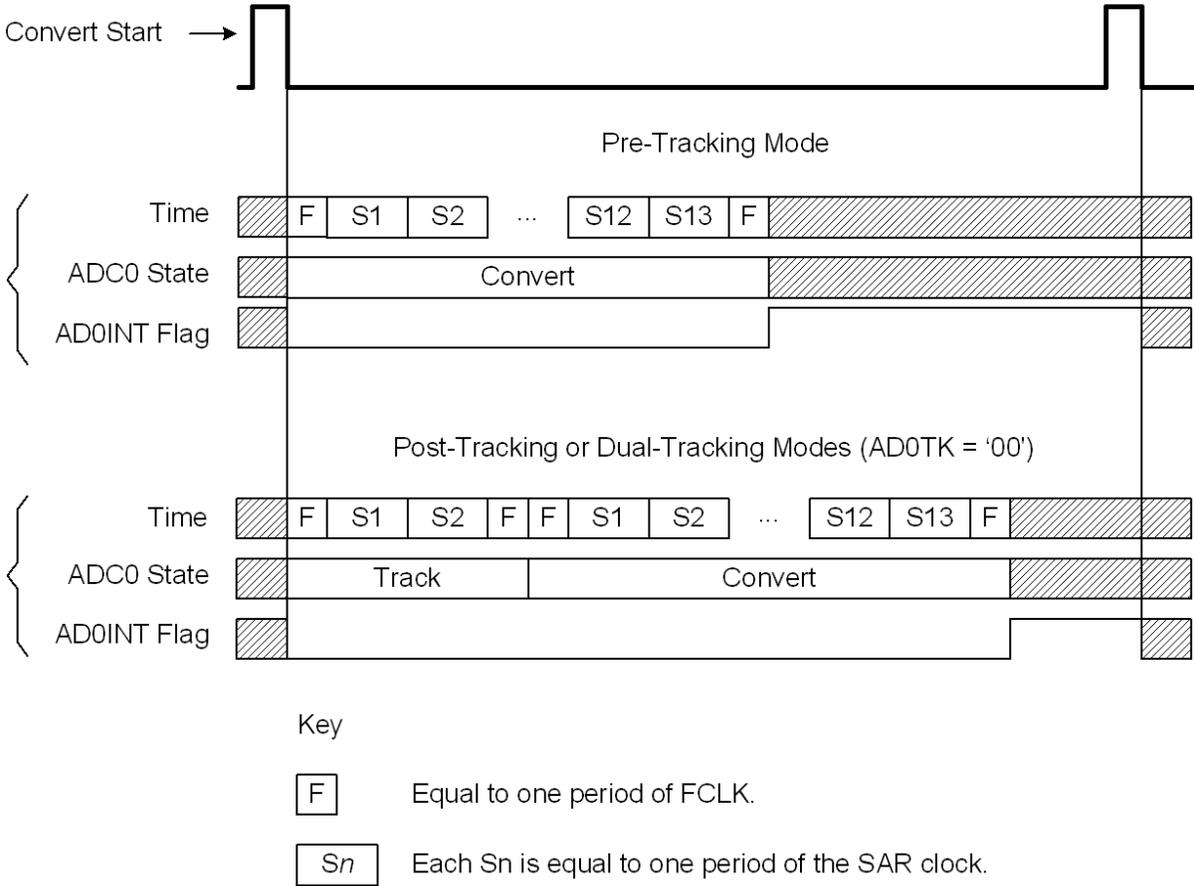 Convert Start
Pre-Tracking Mode
Time F S1 S2 ... S12 S13 F
ADC0 State Convert
AD0INT Flag
Post-Tracking or Dual-Tracking Modes (AD0TK = ‘00’)
Time F S1 S2 F F S1 S2 ... S12 S13 F
ADC0 State Track Convert
AD0INT Flag
Key
F Equal to one period of FCLK.
Sn Each Sn is equal to one period of the SAR clock.